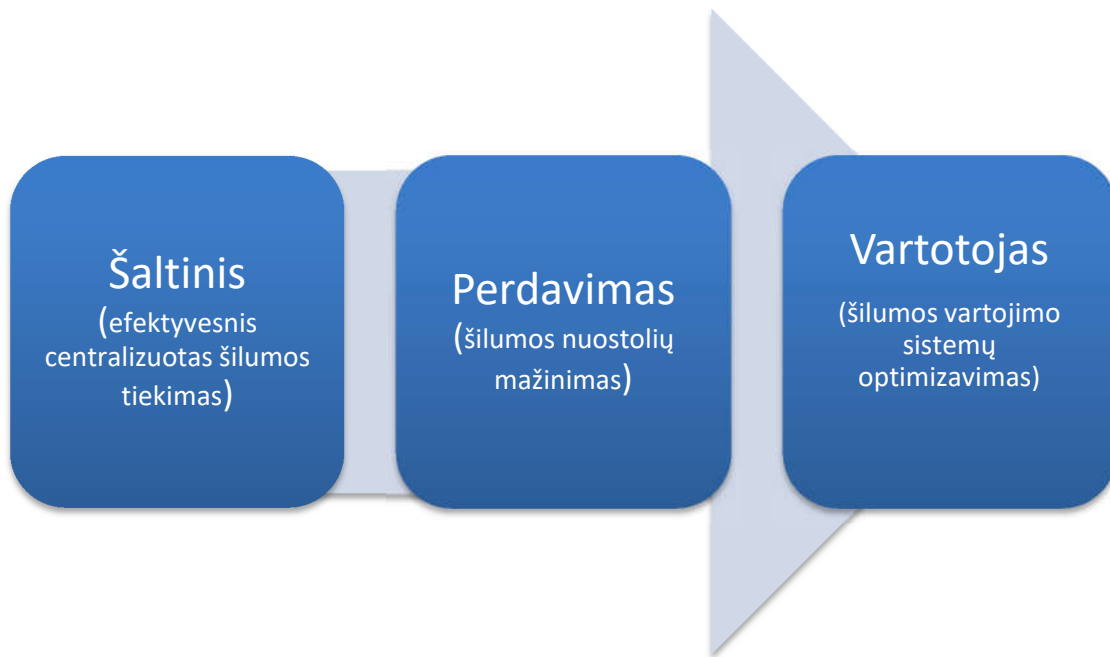 Šaltinis
(efektyvesnis
centralizuotas šilumos
tiekimas)
Perdavimas
(šilumos nuostolių
mažinimas)
Vartotojas
(šilumos vartojimo
sistemų
optimizavimas)